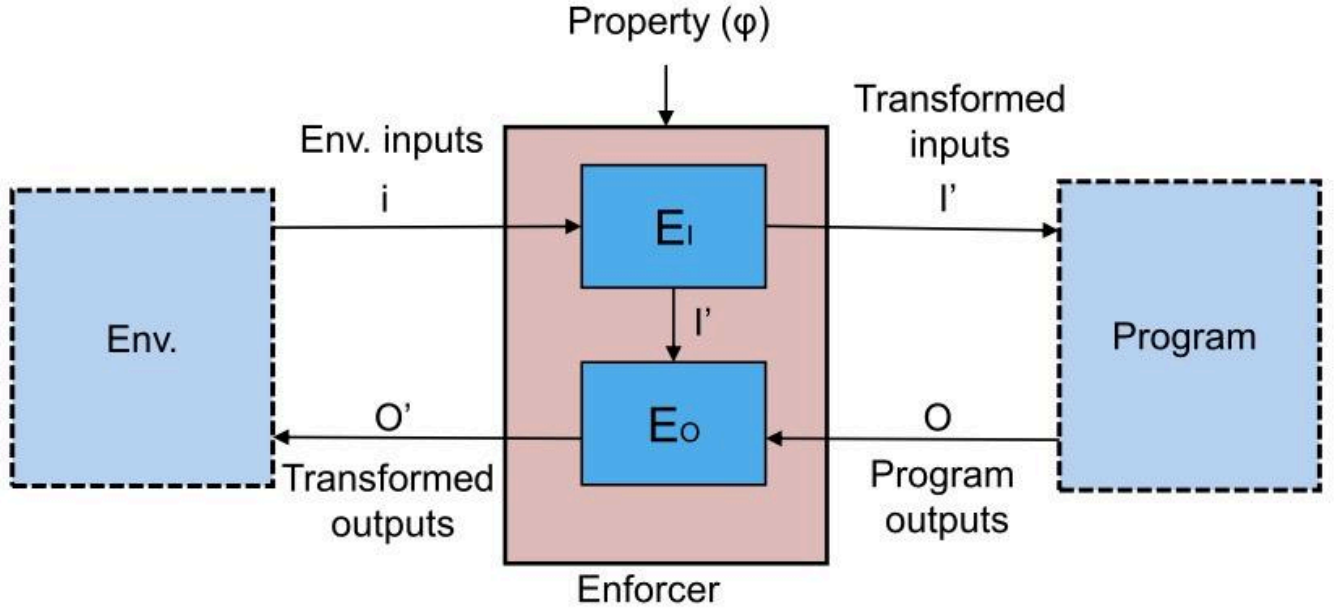 Property (φ)
Env. inputs
i
Transformed
inputs
I’
EI
I’
Env.
Program
EO
O’
Transformed
outputs
O
Program
outputs
Enforcer